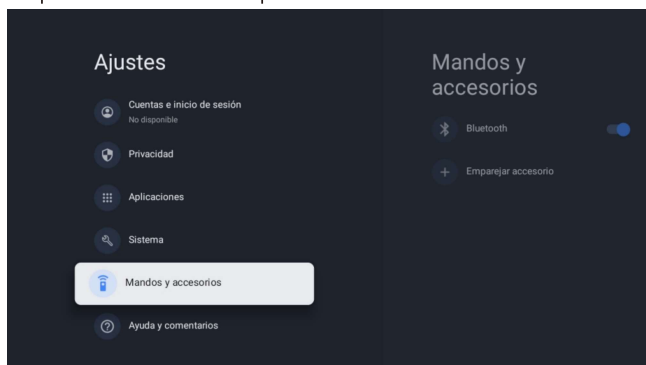 Ajustes
Cuentas e inicio de sesión
No disponible
Privacidad
Aplicaciones
Sistema
Mandos y accesorios
Ayuda y comentarios
Mandos y
accesorios
Bluetooth
Emparejar accesorio